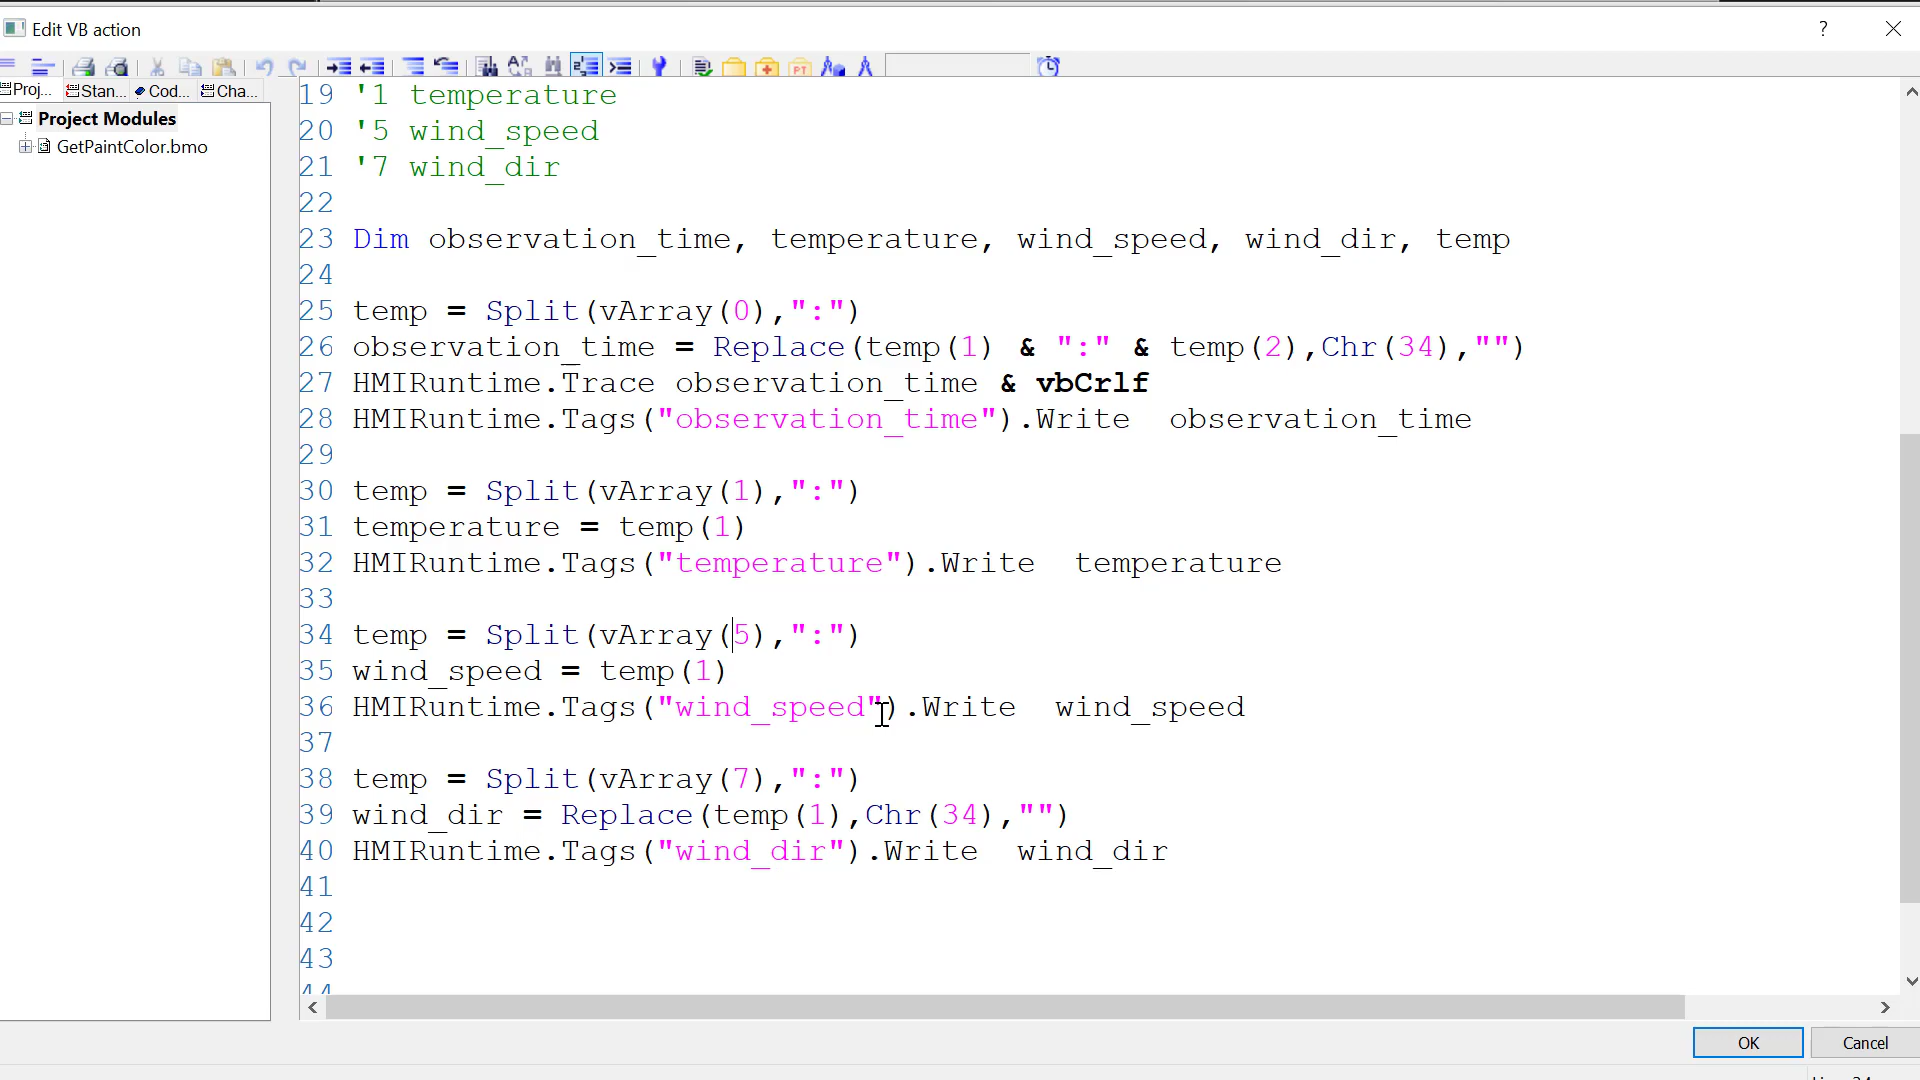 Edit VB action
?
Proj...
Stan...
Cod...
Cha...
Project Modules
GetPaintColor.bmo
19 '1 temperature
20 '5 wind_speed
21 '7 wind_dir
22
23 Dim observation_time, temperature, wind_speed, wind_dir, temp
24
25 temp = Split(vArray(0),":")
26 observation_time = Replace(temp(1) & ":" & temp(2),Chr(34),"")
27 HMIRuntime.Trace observation_time & vbCrlf
28 HMIRuntime.Tags("observation_time").Write  observation_time
29
30 temp = Split(vArray(1),":")
31 temperature = temp(1)
32 HMIRuntime.Tags("temperature").Write  temperature
33
34 temp = Split(vArray(5),":")
35 wind_speed = temp(1)
36 HMIRuntime.Tags("wind_speed").Write  wind_speed
37
38 temp = Split(vArray(7),":")
39 wind_dir = Replace(temp(1),Chr(34),"")
40 HMIRuntime.Tags("wind_dir").Write  wind_dir
41
42
43
44
OK
Cancel